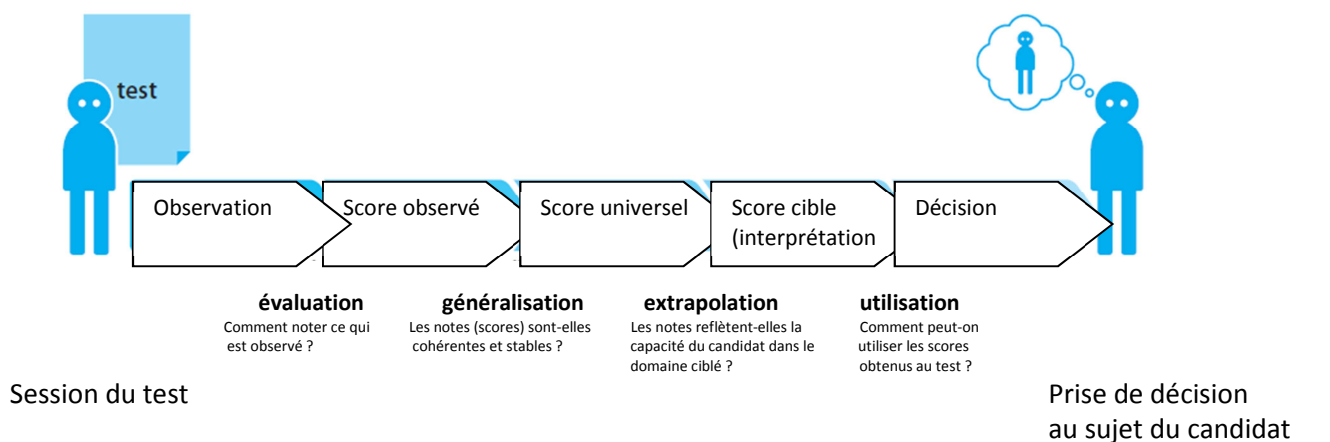 test
Observation
Score observé
Score universel
Score cible
(interprétation
Décision
évaluation
Comment noter ce qui
est observé ?
généralisation
Les notes (scores) sont-elles
cohérentes et stables ?
extrapolation
Les notes reflètent-elles la
capacité du candidat dans le
domaine ciblé ?
utilisation
Comment peut-on
utiliser les scores
obtenus au test ?
Session du test
Prise de décision
au sujet du candidat